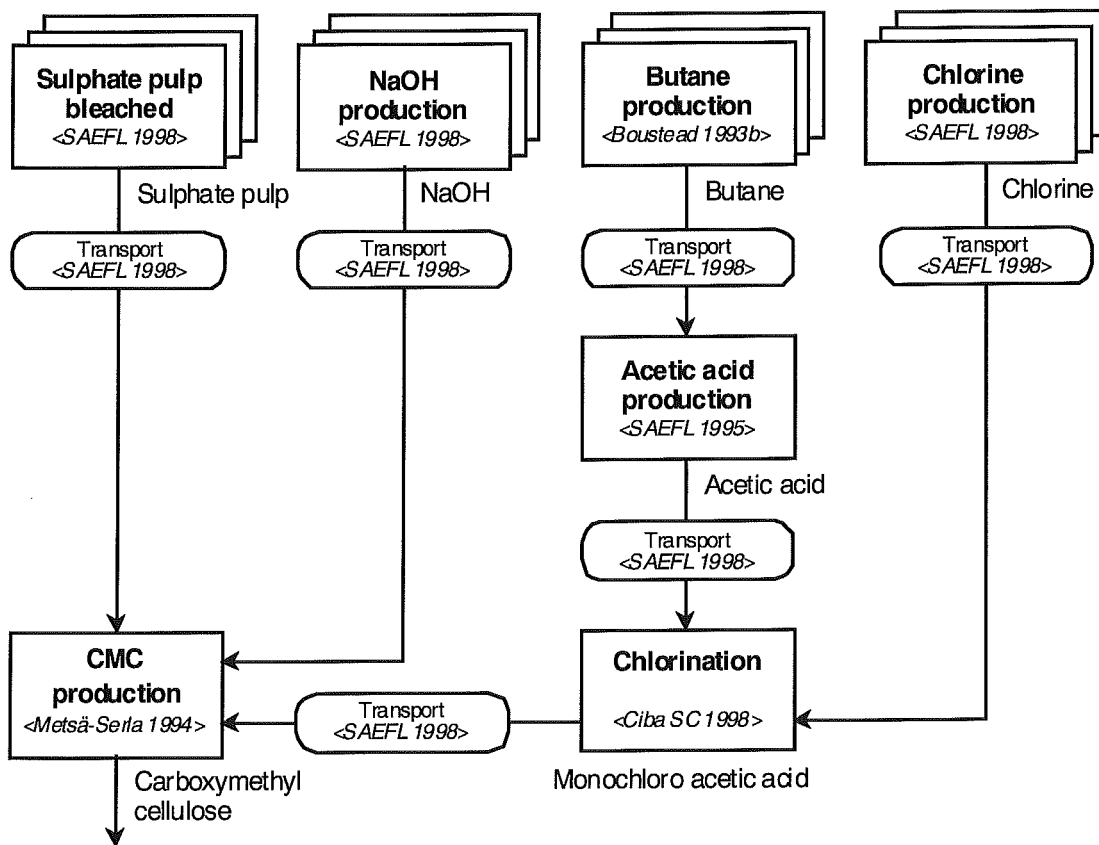 Sulphate pulp
bleached
<SAEFL 1998>
NaOH
production
<SAEFL 1998>
Butane
production
<Boustead 1993b>
Chlorine
production
<SAEFL 1998>
Sulphate pulp
NaOH
Butane
Chlorine
Transport
<SAEFL 1998>
Transport
<SAEFL 1998>
Transport
<SAEFL 1998>
Transport
<SAEFL 1998>
Acetic acid
production
<SAEFL 1995>
Acetic acid
Transport
<SAEFL 1998>
CMC
production
<Metsä-Serla 1994>
Transport
<SAEFL 1998>
Chlorination
<Ciba SC 1998>
Monochloro acetic acid
Carboxymethyl
cellulose